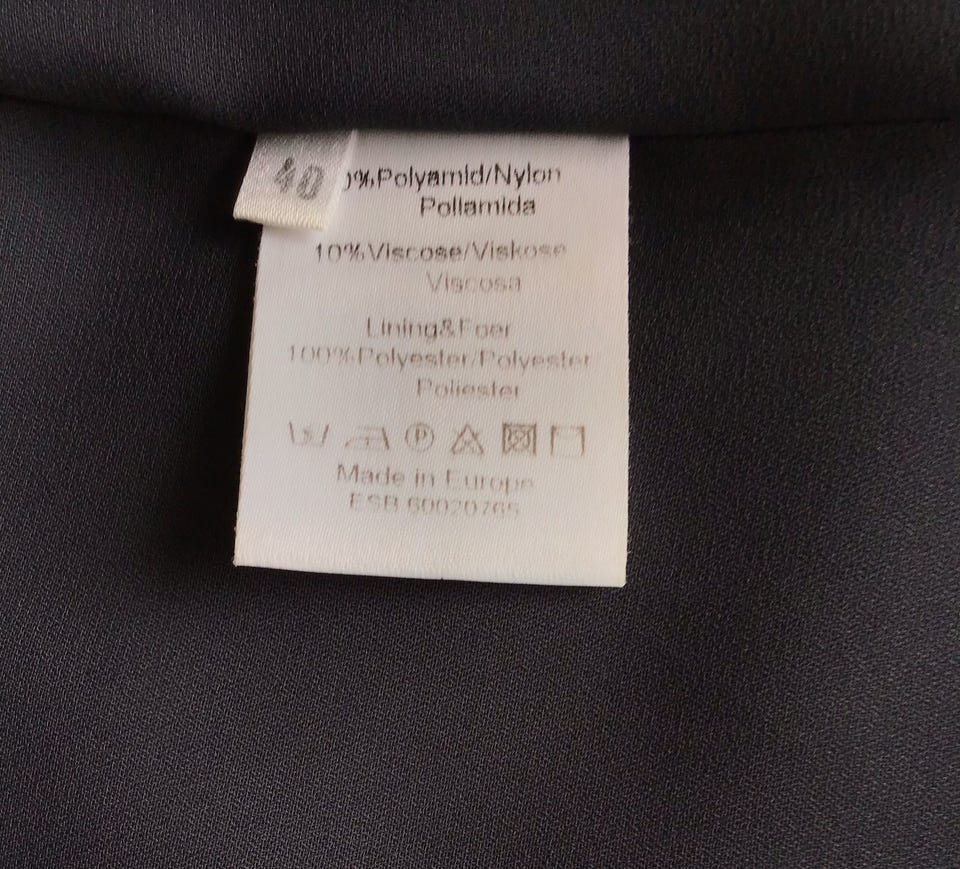 40
0%Polyamid/Nylon
Poliamida
10%Viscose/Viskose
Viscosa
Lining&Foer
100%Polyester/Polyester
Poliester
P
Made in Europe
ESB 60020765